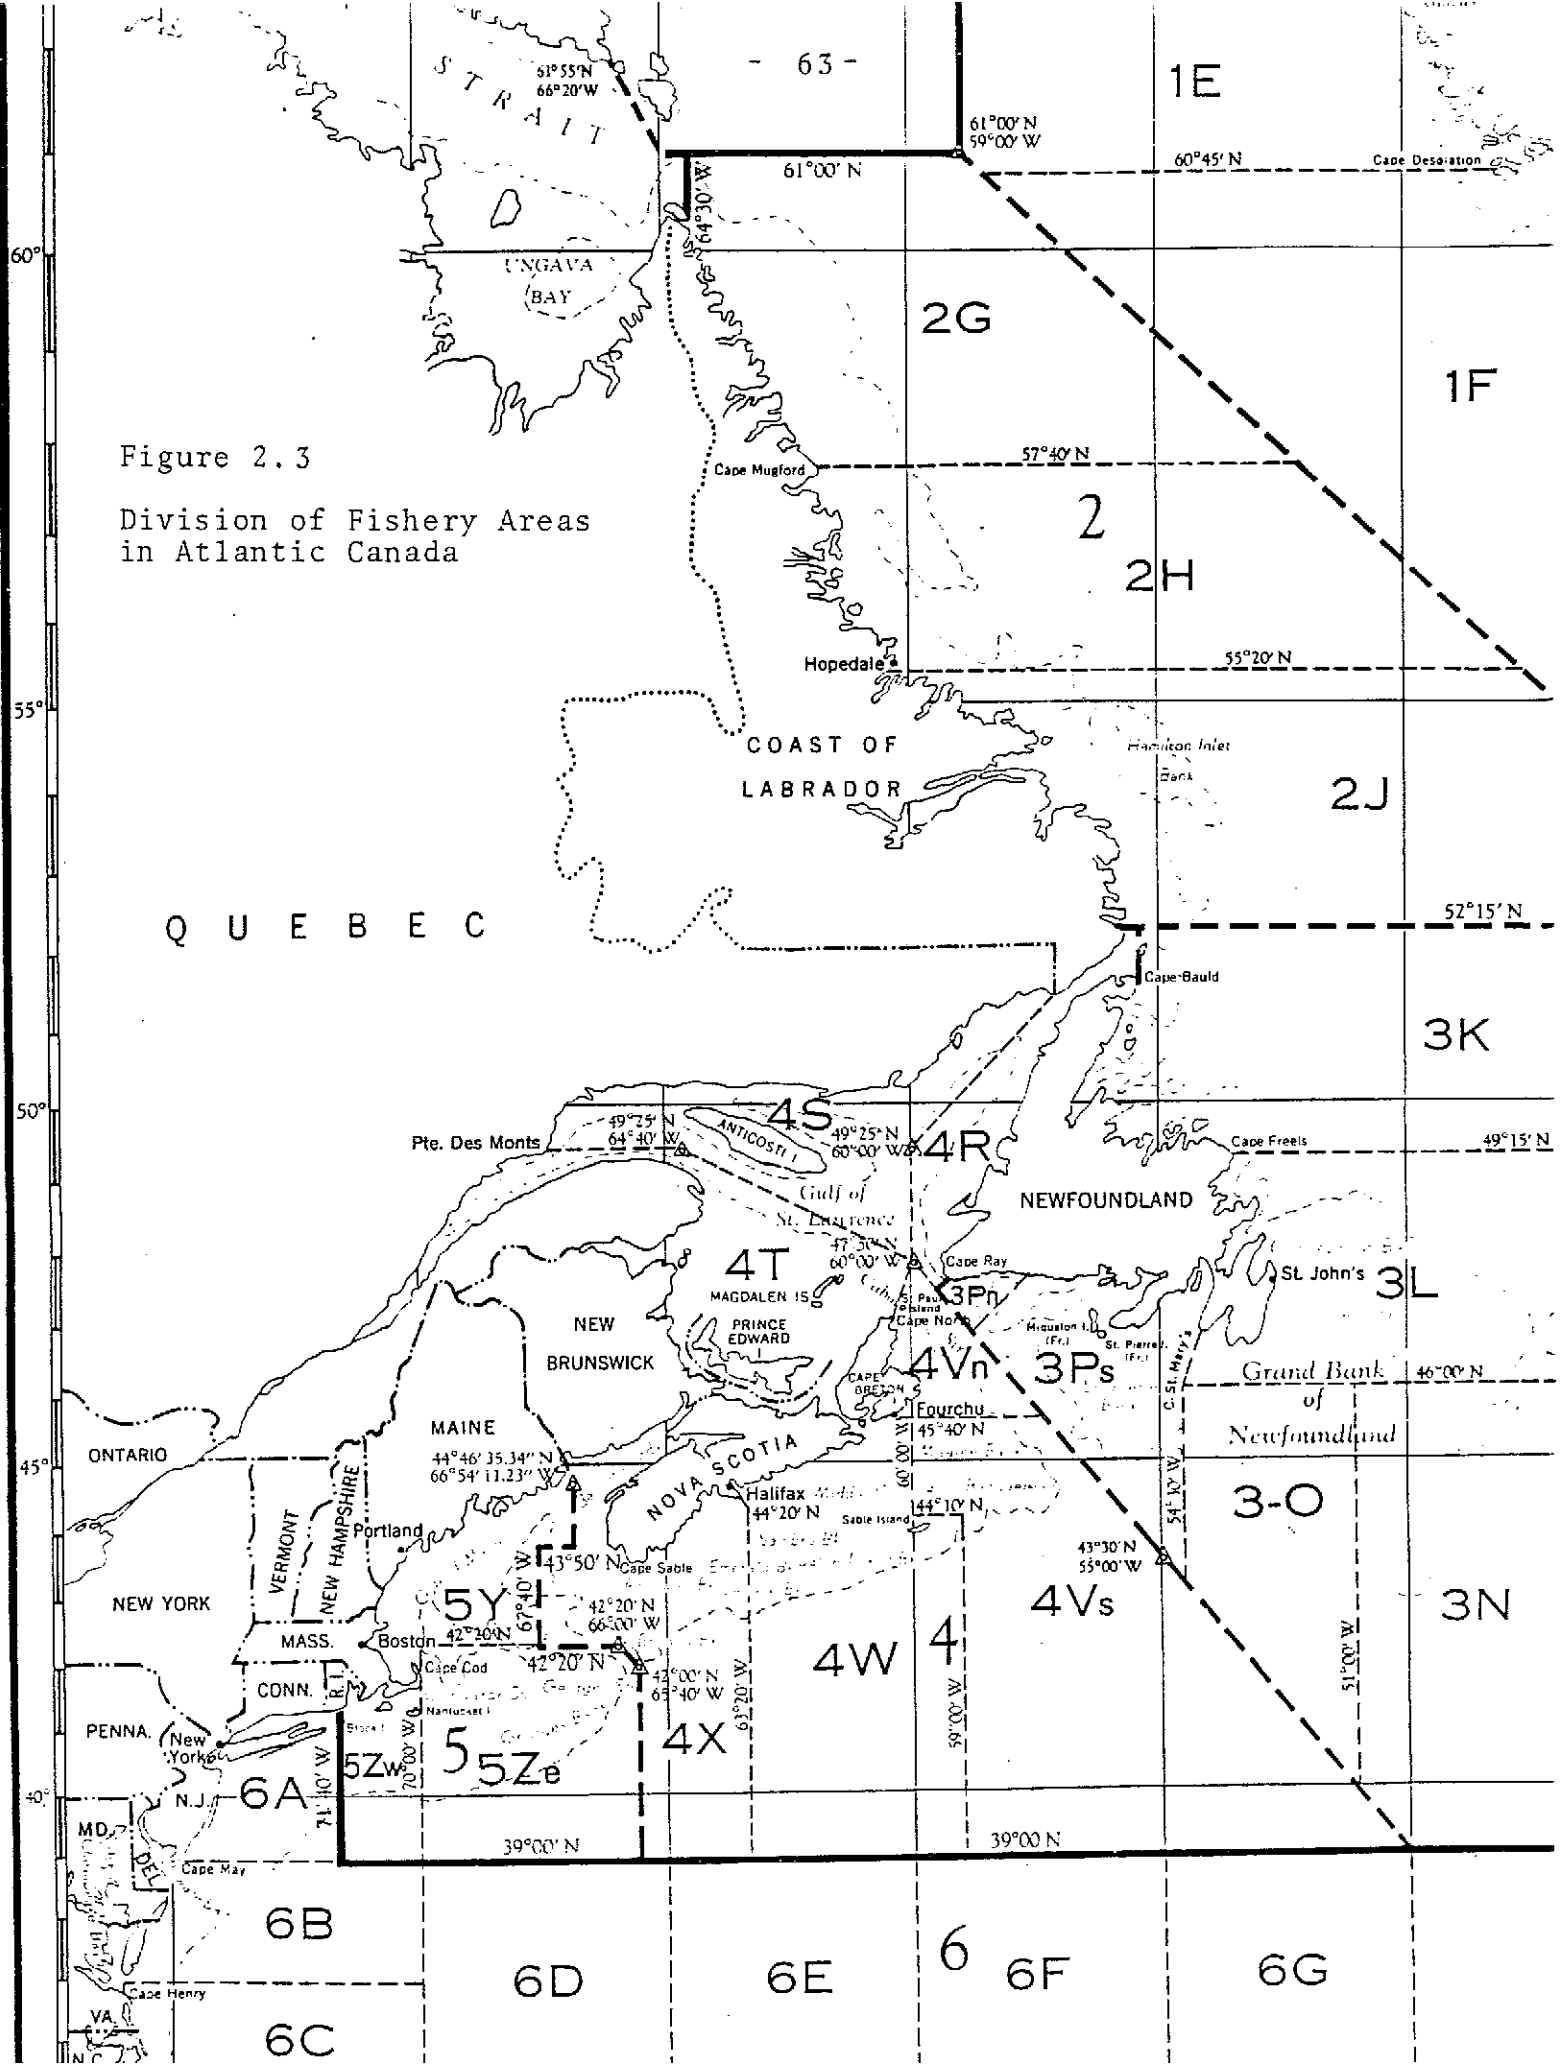 - 63 -
STRAIT
61°55'N
66°20'W
1E
61°00'N
59°00'W
61°00'N
60°45'N
Cape Desolation
64°30'W
60°
UNGAVA
BAY
2G
1F
Figure 2.3
Division of Fishery Areas
in Atlantic Canada
Cape Mugford
57°40'N
2
2H
Hopedale
55°20'N
55°
COAST OF
LABRADOR
Hamilton Inlet
Bank
2J
QUEBEC
52°15'N
Cape Bauld
3K
50°
4S
49°25'N
64°40'W
ANTICOSTI I
49°25'N
60°00'W
4R
Pte. Des Monts
Cape Freels
49°15'N
Gulf of
St. Lawrence
NEWFOUNDLAND
47°50'N
60°00'W
Cape Ray
4T
MAGDALEN IS
St. John's
3L
3Pn
St. Paul
Island
Cape North
NEW
BRUNSWICK
PRINCE
EDWARD
I
Miquelon I.
(Fr.)
St. Pierre I.
(Fr.)
4Vn
3Ps
C. St. Mary's
Grand Bank
of
Newfoundland
46°00'N
CAPE
BRETON
Fourchu
45°40'N
ONTARIO
MAINE
44°46'35.34"N
66°54'11.23"W
45°
NOVA SCOTIA
60°00'W
Halifax
44°20'N
Sable Island
44°10'N
54°30'W
3-O
VERMONT
NEW HAMPSHIRE
Portland
43°50'N
Cape Sable
43°30'N
55°00'W
NEW YORK
5Y
67°40'W
42°20'N
66°00'W
4Vs
3N
MASS.
Boston
42°20'N
42°20'N
4W
4
Cape Cod
42°00'N
65°40'W
CONN.
R.I.
63°20'W
59°00'W
51°00'W
PENNA.
New
York
Nantucket I
Block I
5
5Zw
70°00'W
5Ze
4X
40°
N.J.
6A
71°40'W
MD.
DEL.
39°00'N
39°00'N
Cape May
6B
6
6D
6E
6F
6G
Cape Henry
VA.
6C
N.C.